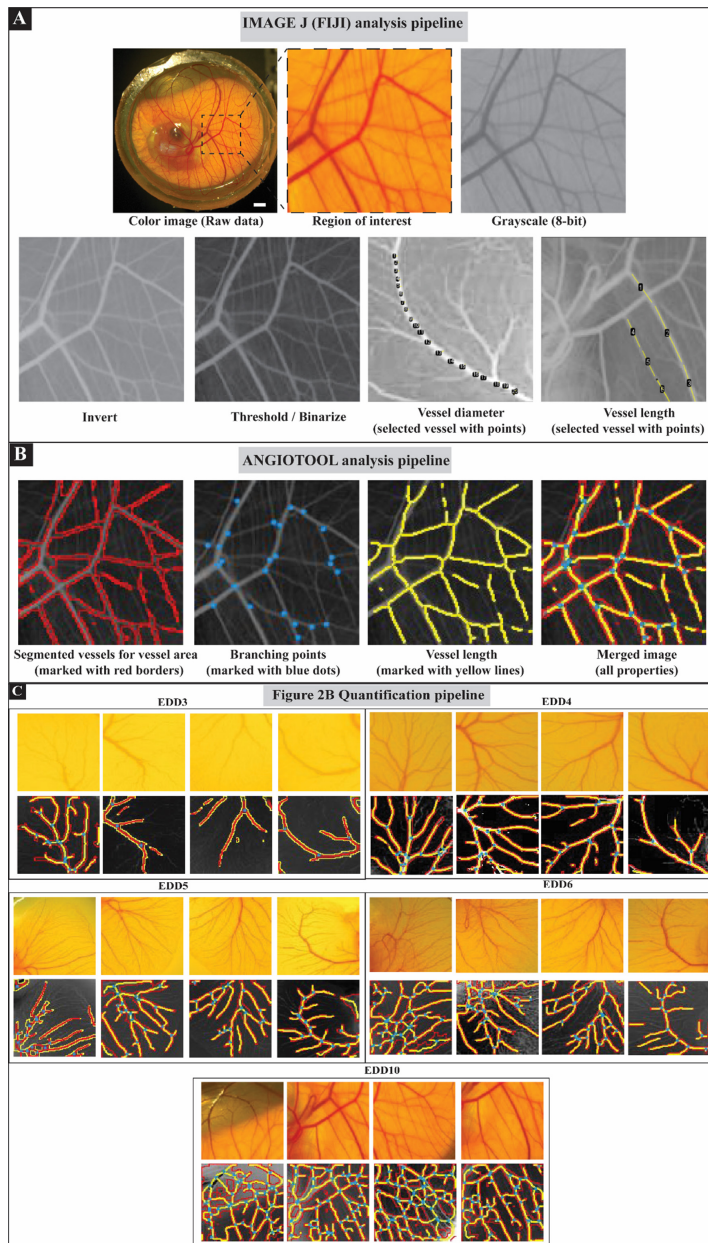 A
IMAGE J (FIJI) analysis pipeline
Color image (Raw data)
Region of interest
Grayscale (8-bit)
Invert
Threshold / Binarize
Vessel diameter
(selected vessel with points)
Vessel length
(selected vessel with points)
B
ANGIOTOOL analysis pipeline
Segmented vessels for vessel area
(marked with red borders)
Branching points
(marked with blue dots)
Vessel length
(marked with yellow lines)
Merged image
(all properties)
C
Figure 2B Quantification pipeline
EDD3
EDD4
EDD5
EDD6
EDD10